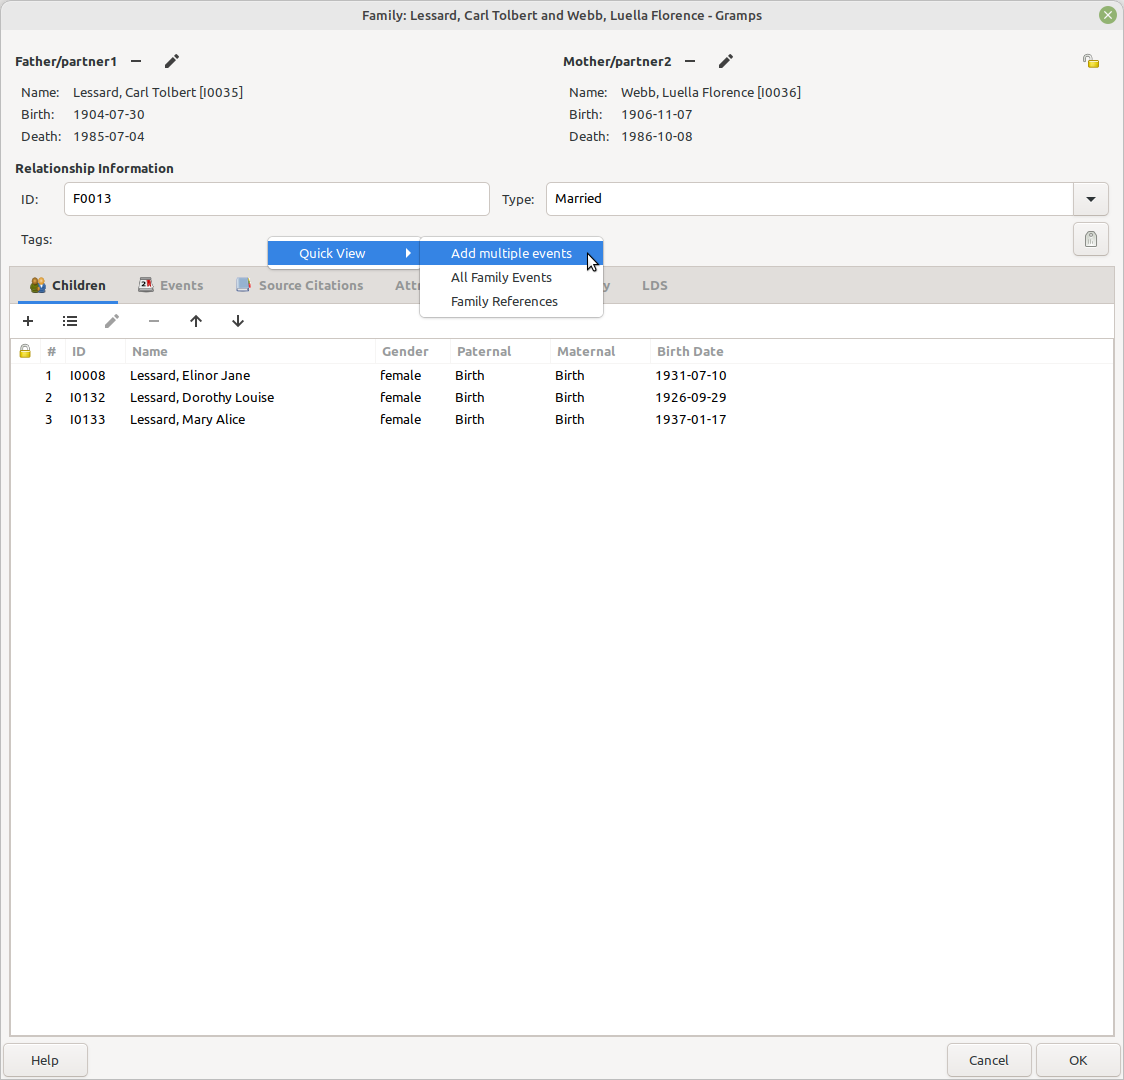 Family: Lessard, Carl Tolbert and Webb, Luella Florence - Gramps
Father/partner1
Mother/partner2
Name: Lessard, Carl Tolbert [I0035]
Name: Webb, Luella Florence [I0036]
Birth: 1904-07-30
Birth: 1906-11-07
Death: 1985-07-04
Death: 1986-10-08
Relationship Information
ID: F0013 Type: Married
Tags:
Quick View
Add multiple events
All Family Events
Family References
Children Events Source Citations Attr y LDS
# ID Name Gender Paternal Maternal Birth Date
1 I0008 Lessard, Elinor Jane female Birth Birth 1931-07-10
2 I0132 Lessard, Dorothy Louise female Birth Birth 1926-09-29
3 I0133 Lessard, Mary Alice female Birth Birth 1937-01-17
Help Cancel OK